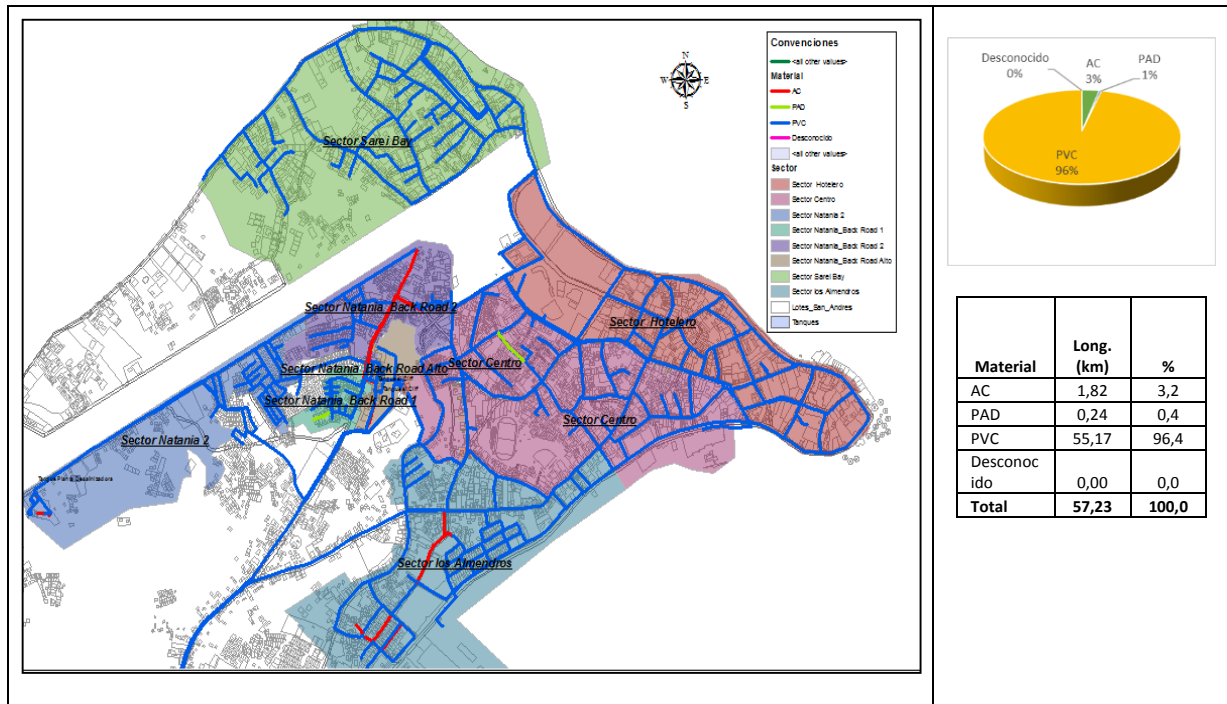 Convenciones
<all other values>
Material
AC
PAD
PVC
Desconocido
<all other values>
Sector
Sector Hotelero
Sector Centro
Sector Natania 2
Sector Natania_Back Road 1
Sector Natania_Back Road 2
Sector Natania_Back Road Alto
Sector Sarei Bay
Sector los Almendros
Lotes_San_Andres
Tanques
N
W
E
S
Sector Sarei Bay
Sector Natania_Back Road 2
Sector Hotelero
Sector Centro
Sector Natania_Back Road Alto
Sector Natania_Back Road 1
Sector Centro
Sector Natania 2
Sector los Almendros
Desconocido
0%
AC
3%
PAD
1%
PVC
96%
Material Long. (km) %
AC 1,82 3,2
PAD 0,24 0,4
PVC 55,17 96,4
Desconoc
ido 0,00 0,0
Total 57,23 100,0